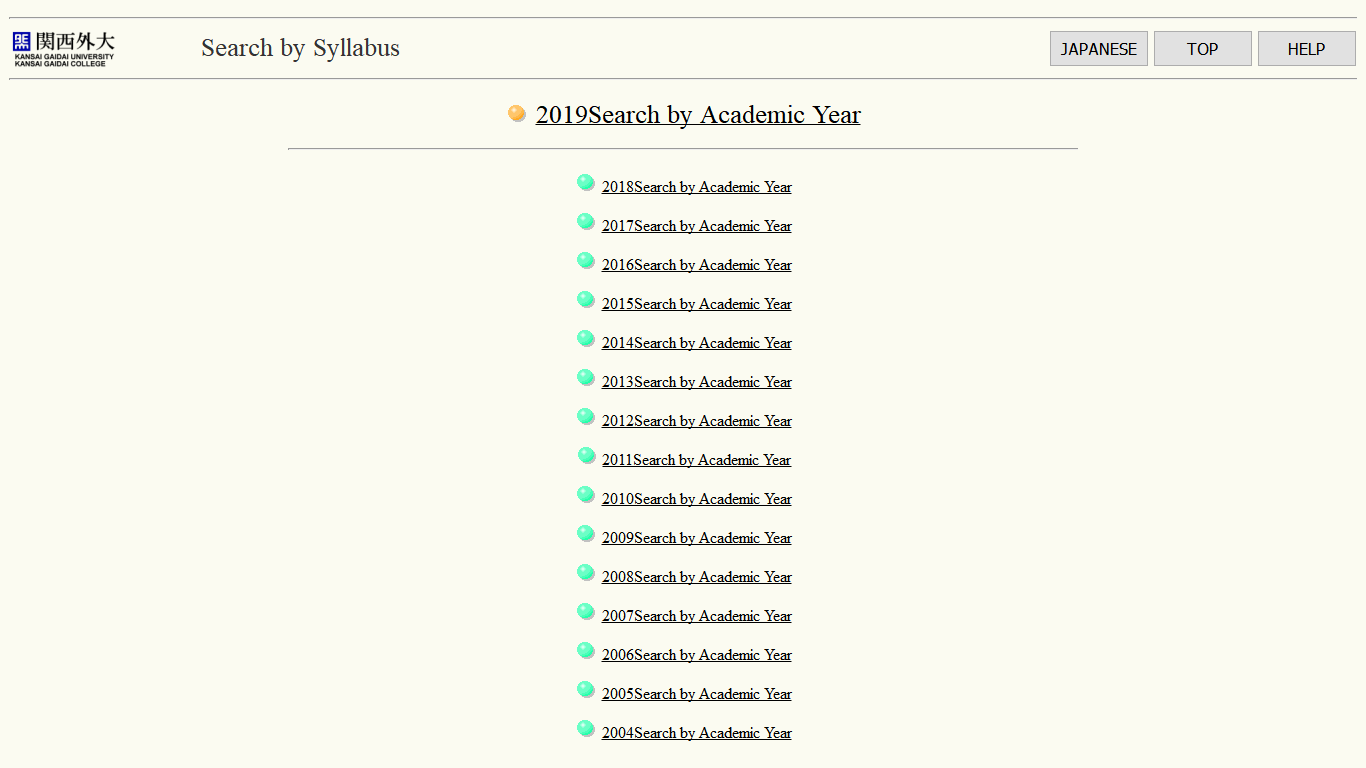 関西外大
KANSAI GAIDAI UNIVERSITY
KANSAI GAIDAI COLLEGE
Search by Syllabus
JAPANESE
TOP
HELP
2019Search by Academic Year
2018Search by Academic Year
2017Search by Academic Year
2016Search by Academic Year
2015Search by Academic Year
2014Search by Academic Year
2013Search by Academic Year
2012Search by Academic Year
2011Search by Academic Year
2010Search by Academic Year
2009Search by Academic Year
2008Search by Academic Year
2007Search by Academic Year
2006Search by Academic Year
2005Search by Academic Year
2004Search by Academic Year